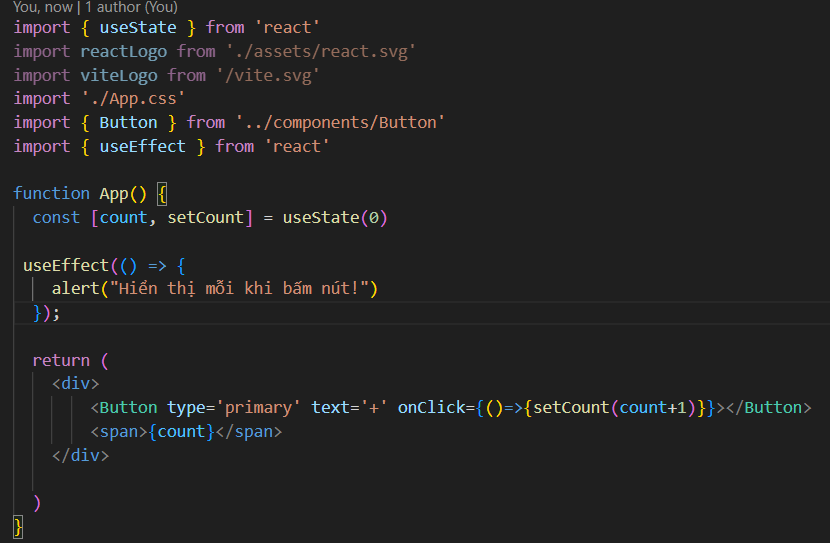 You, now | 1 author (You)
import { useState } from 'react'
import reactLogo from './assets/react.svg'
import viteLogo from '/vite.svg'
import './App.css'
import { Button } from '../components/Button'
import { useEffect } from 'react'
function App() {
const [count, setCount] = useState(0)
useEffect(() => {
alert("Hiển thị mỗi khi bấm nút!")
});
return (
<div>
<Button type='primary' text='+' onClick={()=>{setCount(count+1)}}></Button>
<span>{count}</span>
</div>
)
}